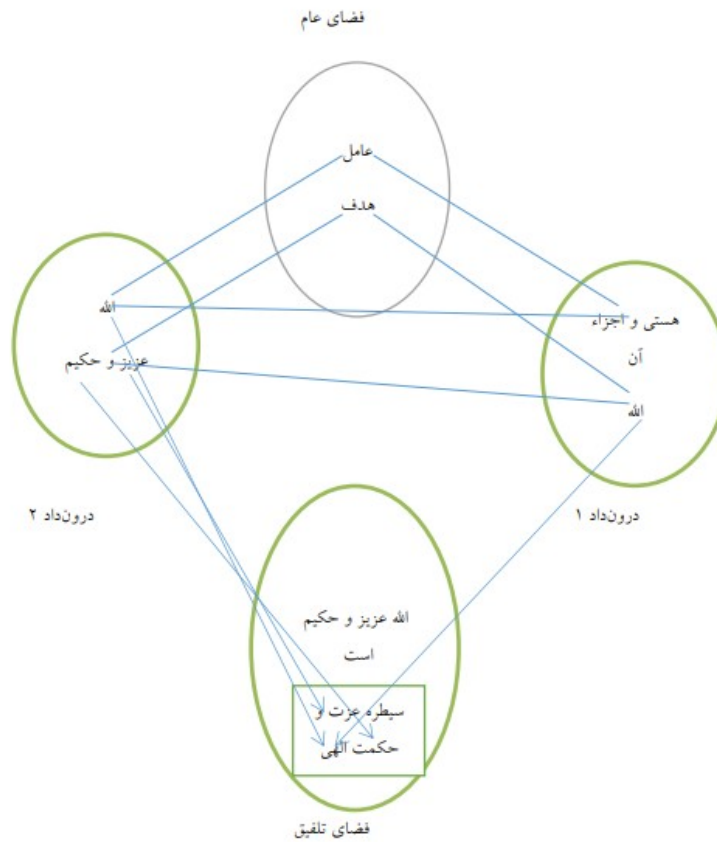 فضای عام
عامل
هدف
هستی و اجزاء
آن
الله
درون‌داد ۱
الله
عزیز و حکیم
درون‌داد ۲
الله عزیز و حکیم
است
سیطره عزت و
حکمت الهی
فضای تلفیق